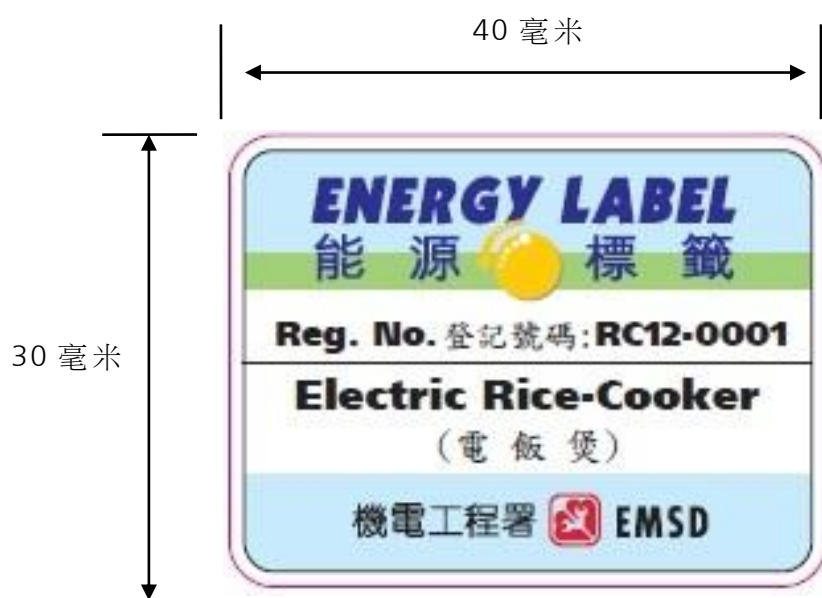 40 毫米
30 毫米
ENERGY LABEL
能 源 標 籤
Reg. No. 登記號碼:RC12-0001
Electric Rice-Cooker
(電 飯 煲)
機電工程署 EMSD